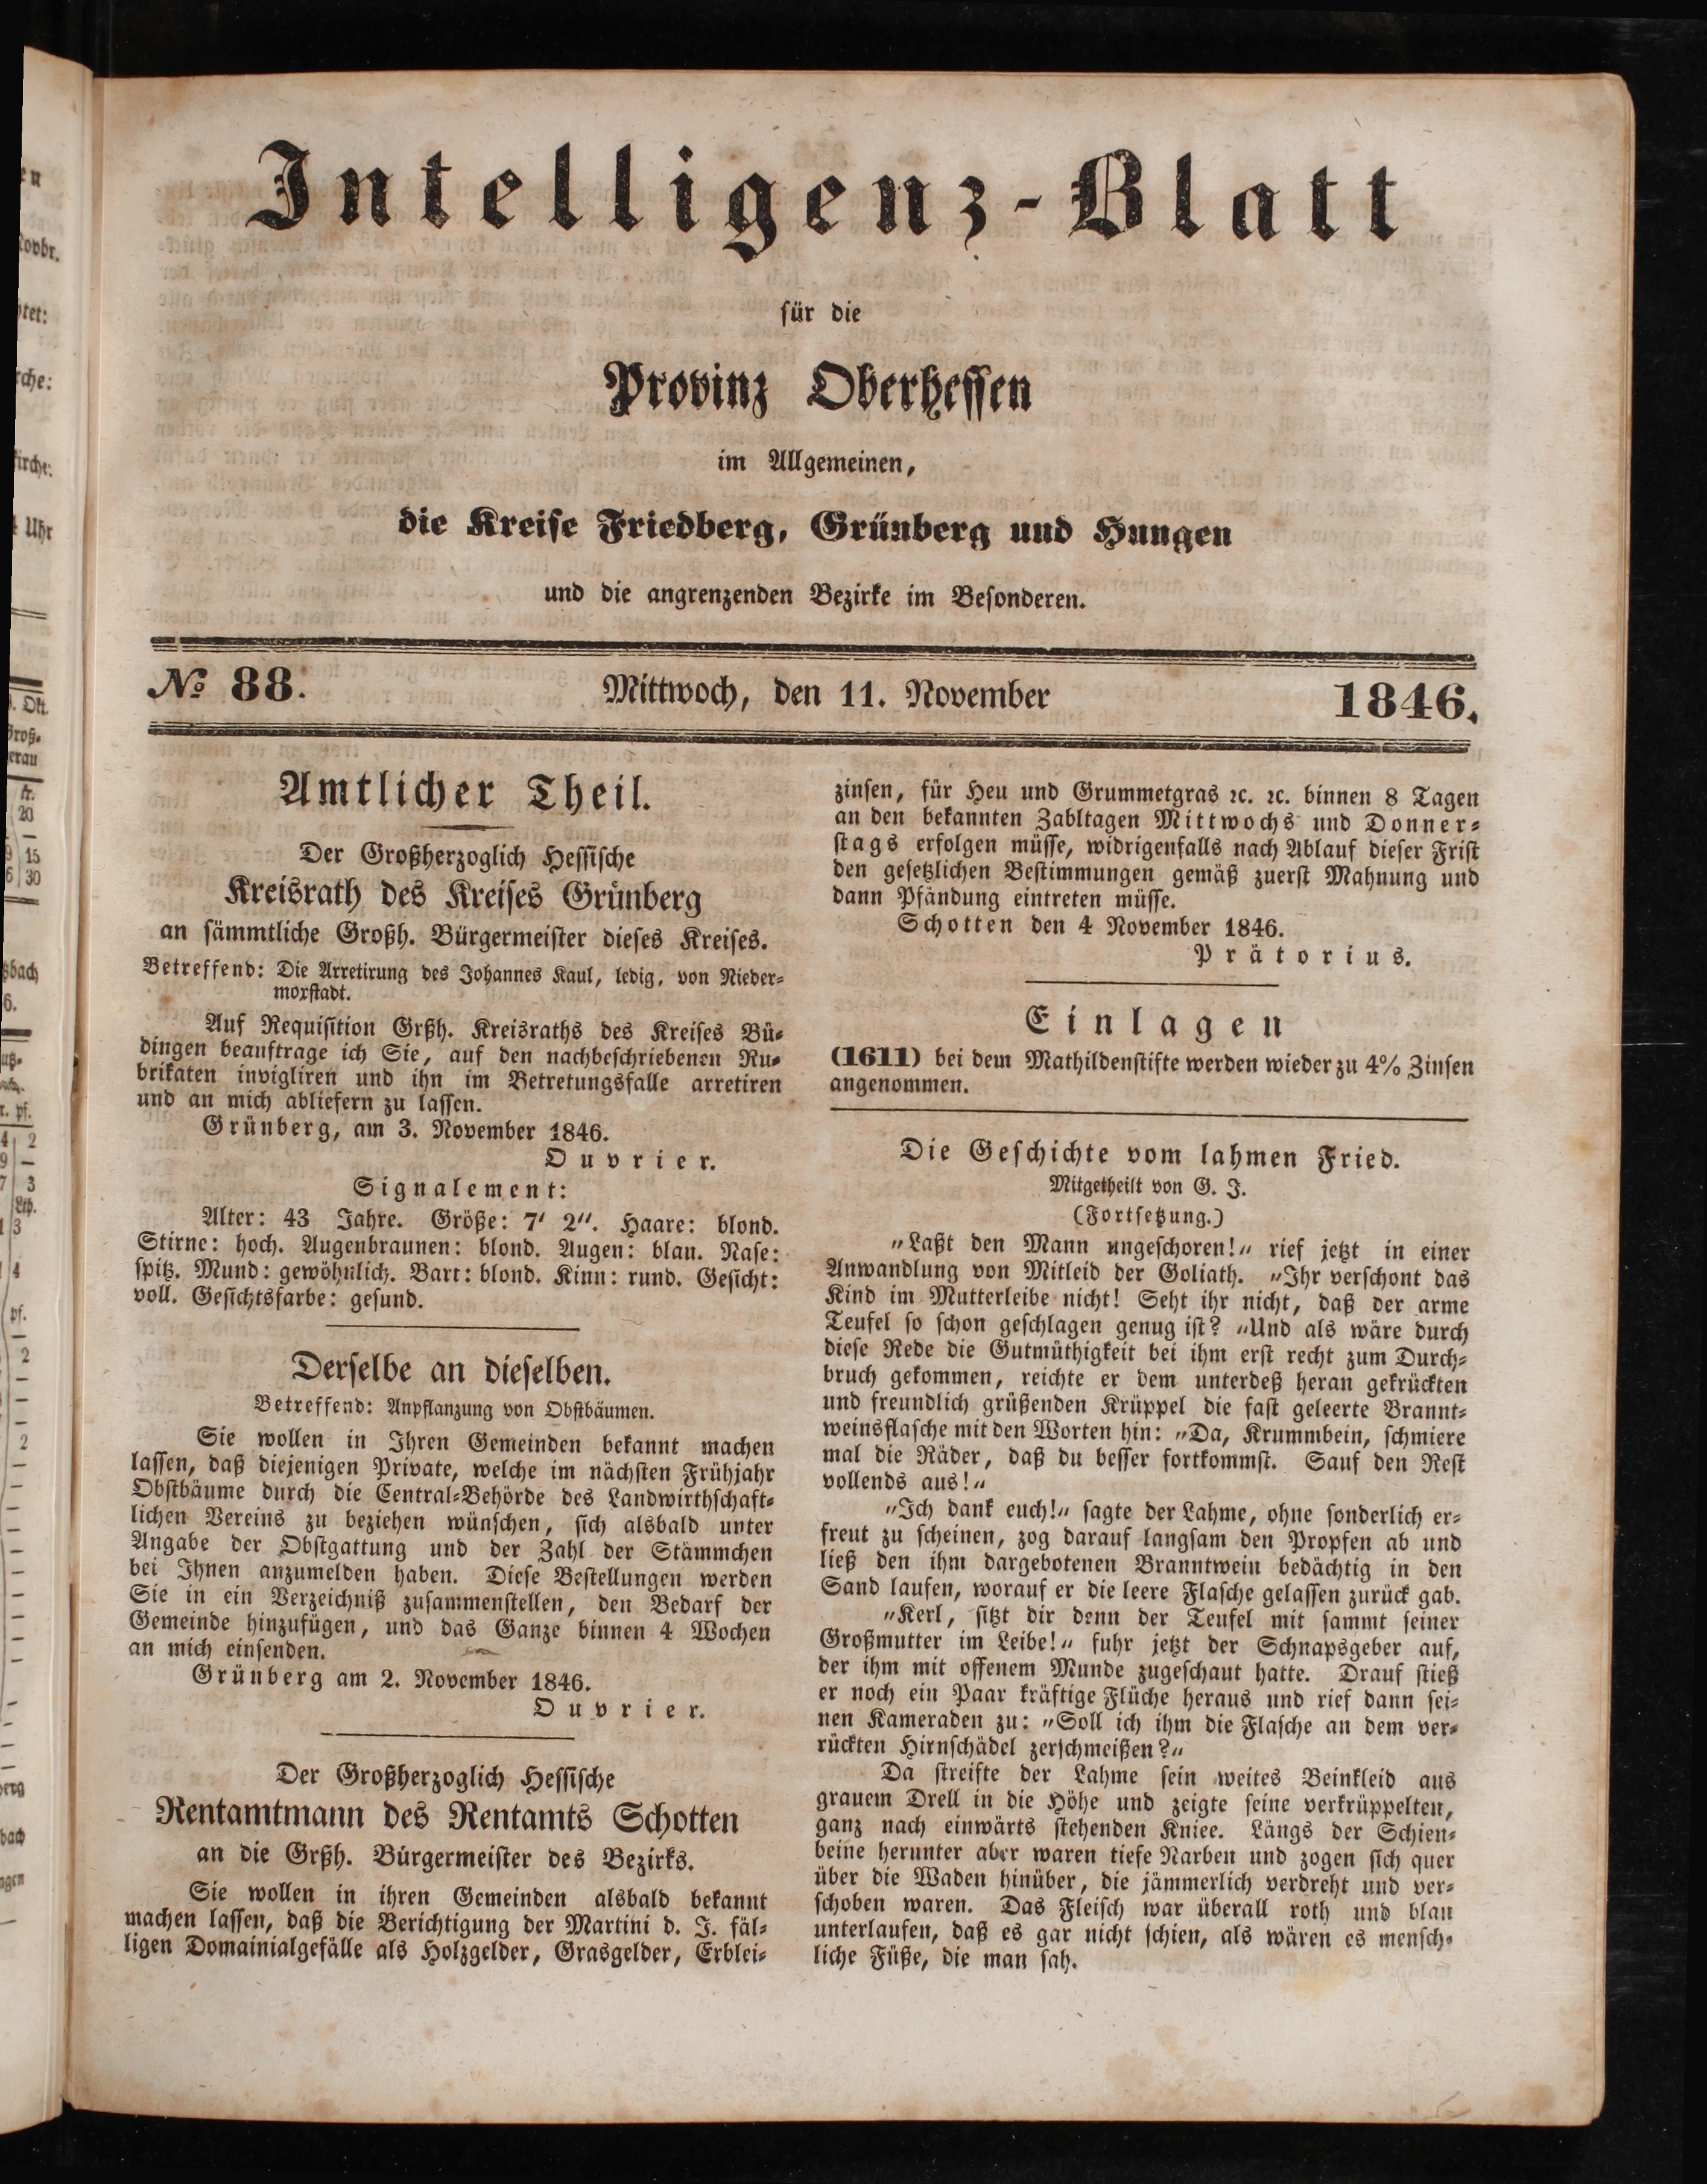 Intelligenz-Blatt
für die
Provinz Oberhessen
im Allgemeinen,
die Kreise Friedberg, Grünberg und Hungen
und die angrenzenden Bezirke im Besonderen.
№ 88. Mittwoch, den 11. November 1846.
Amtlicher Theil.
Der Großherzoglich Hessische
Kreisrath des Kreises Grünberg
an sämmtliche Großh. Bürgermeister dieses Kreises.
Betreffend: Die Arretirung des Johannes Kaul, ledig, von Nieder-
moxstadt.
Auf Requisition Grßh. Kreisraths des Kreises Bü-
dingen beauftrage ich Sie, auf den nachbeschriebenen Ru-
brikaten invigliren und ihn im Betretungsfalle arretiren
und an mich abliefern zu lassen.
Grünberg, am 3. November 1846.
Ouvrier.
Signalement:
Alter: 43 Jahre. Größe: 7' 2". Haare: blond.
Stirne: hoch. Augenbraunen: blond. Augen: blau. Nase:
spitz. Mund: gewöhnlich. Bart: blond. Kinn: rund. Gesicht:
voll. Gesichtsfarbe: gesund.
Derselbe an dieselben.
Betreffend: Anpflanzung von Obstbäumen.
Sie wollen in Ihren Gemeinden bekannt machen
lassen, daß diejenigen Private, welche im nächsten Frühjahr
Obstbäume durch die Central-Behörde des Landwirthschaft-
lichen Vereins zu beziehen wünschen, sich alsbald unter
Angabe der Obstgattung und der Zahl der Stämmchen
bei Ihnen anzumelden haben. Diese Bestellungen werden
Sie in ein Verzeichniß zusammenstellen, den Bedarf der
Gemeinde hinzufügen, und das Ganze binnen 4 Wochen
an mich einsenden.
Grünberg am 2. November 1846.
Ouvrier.
Der Großherzoglich Hessische
Rentamtmann des Rentamts Schotten
an die Grßh. Bürgermeister des Bezirks.
Sie wollen in ihren Gemeinden alsbald bekannt
machen lassen, daß die Berichtigung der Martini d. J. fäl-
ligen Domainialgefälle als Holzgelder, Grasgelder, Erblei-
zinsen, für Heu und Grummetgras ꝛc. ꝛc. binnen 8 Tagen
an den bekannten Zabltagen Mittwochs und Donner-
stags erfolgen müsse, widrigenfalls nach Ablauf dieser Frist
den gesetzlichen Bestimmungen gemäß zuerst Mahnung und
dann Pfändung eintreten müsse.
Schotten den 4 November 1846.
Prätorius.
Einlagen
(1611) bei dem Mathildenstifte werden wieder zu 4% Zinsen
angenommen.
Die Geschichte vom lahmen Fried.
Mitgetheilt von G. J.
(Fortsetzung.)
„Laßt den Mann ungeschoren!„ rief jetzt in einer
Anwandlung von Mitleid der Goliath. „Ihr verschont das
Kind im Mutterleibe nicht! Seht ihr nicht, daß der arme
Teufel so schon geschlagen genug ist? „Und als wäre durch
diese Rede die Gutmüthigkeit bei ihm erst recht zum Durch-
bruch gekommen, reichte er dem unterdeß heran gekrückten
und freundlich grüßenden Krüppel die fast geleerte Brannt-
weinsflasche mit den Worten hin: „Da, Krummbein, schmiere
mal die Räder, daß du besser fortkommst. Sauf den Rest
vollends aus!„
„Ich dank euch!„ sagte der Lahme, ohne sonderlich er-
freut zu scheinen, zog darauf langsam den Propfen ab und
ließ den ihm dargebotenen Branntwein bedächtig in den
Sand laufen, worauf er die leere Flasche gelassen zurück gab.
„Kerl, sitzt dir denn der Teufel mit sammt seiner
Großmutter im Leibe!„ fuhr jetzt der Schnapsgeber auf,
der ihm mit offenem Munde zugeschaut hatte. Drauf stieß
er noch ein Paar kräftige Flüche heraus und rief dann sei-
nen Kameraden zu: „Soll ich ihm die Flasche an dem ver-
rückten Hirnschädel zerschmeißen?„
Da streifte der Lahme sein weites Beinkleid aus
grauem Drell in die Höhe und zeigte seine verkrüppelten,
ganz nach einwärts stehenden Kniee. Längs der Schien-
beine herunter aber waren tiefe Narben und zogen sich quer
über die Waden hinüber, die jämmerlich verdreht und ver-
schoben waren. Das Fleisch war überall roth und blau
unterlaufen, daß es gar nicht schien, als wären es mensch-
liche Füße, die man sah.